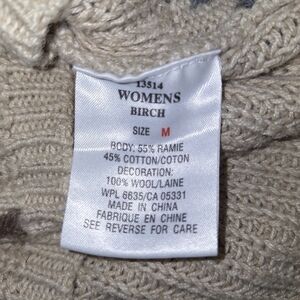 13514
WOMENS
BIRCH
SIZE M
BODY: 55% RAMIE
45% COTTON/COTON
DECORATION:
100% WOOL/LAINE
WPL 6635/CA 05331
MADE IN CHINA
FABRIQUE EN CHINE
SEE REVERSE FOR CARE